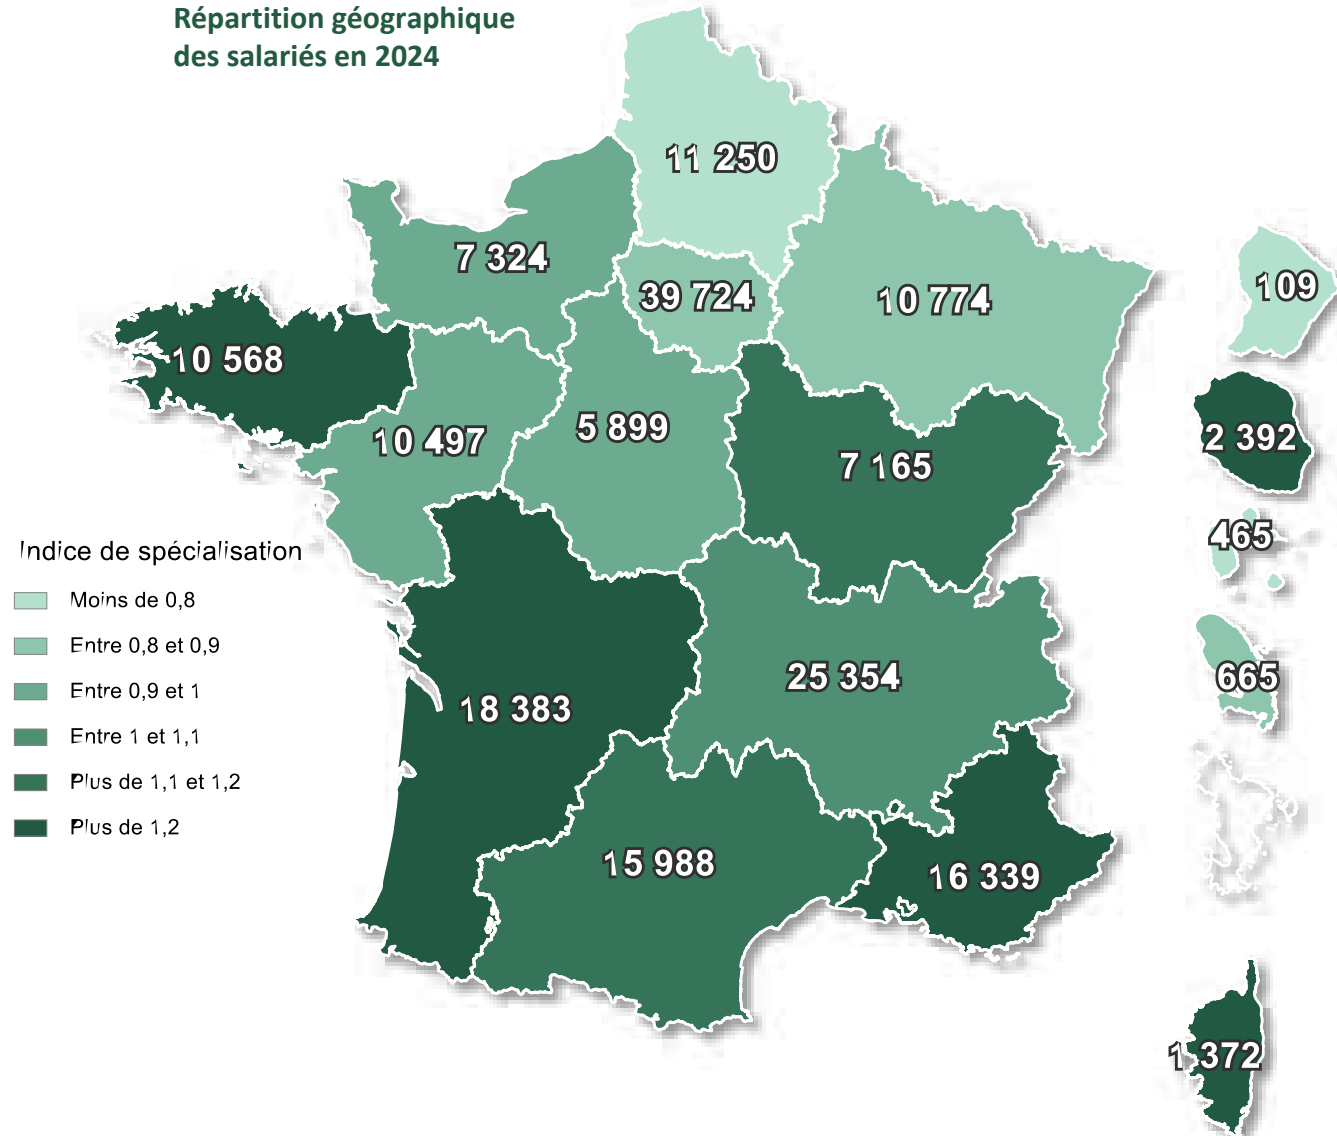 Répartition géographique
des salariés en 2024
11 250
7 324
39 724
10 774
109
10 568
10 497
5 899
7 165
2 392
465
Indice de spécialisation
Moins de 0,8
Entre 0,8 et 0,9
Entre 0,9 et 1
Entre 1 et 1,1
Plus de 1,1 et 1,2
Plus de 1,2
18 383
25 354
665
15 988
16 339
1 372